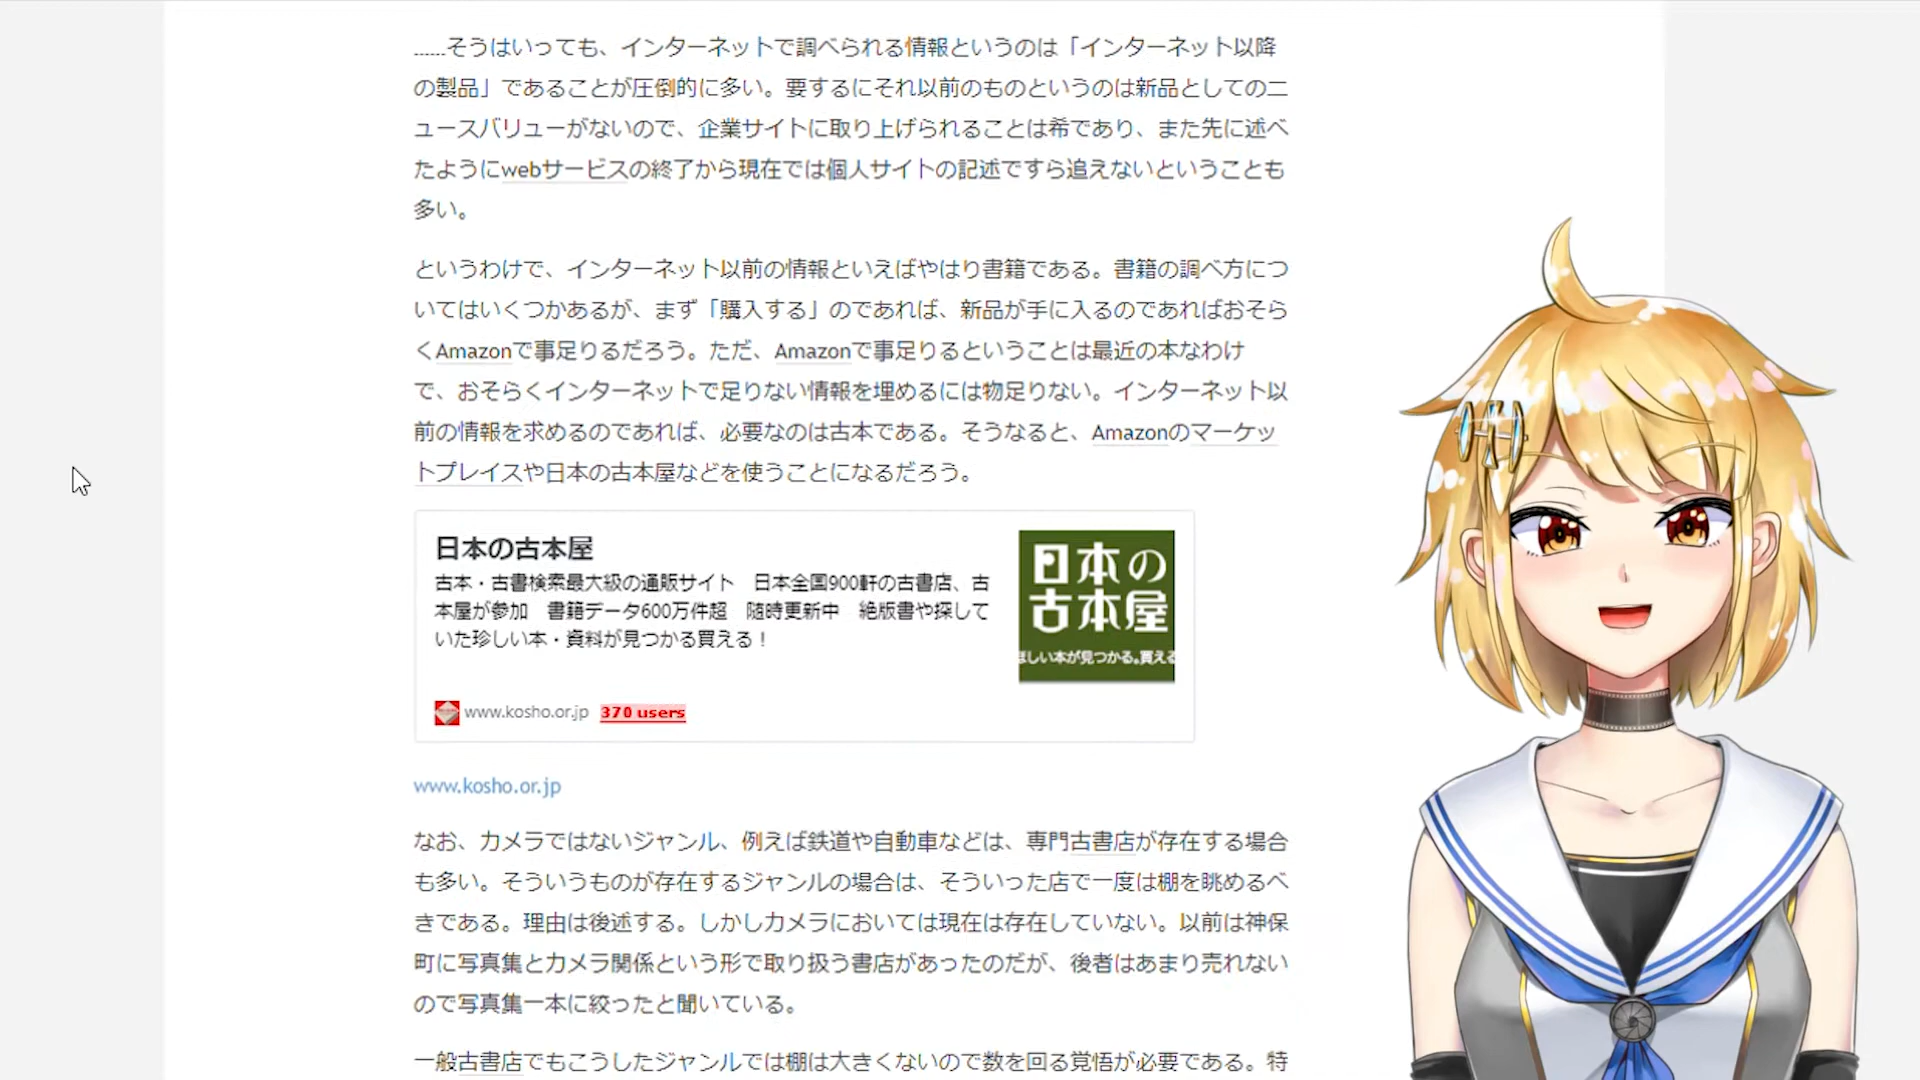 ……そうはいっても、インターネットで調べられる情報というのは「インターネット以降
の製品」であることが圧倒的に多い。要するにそれ以前のものというのは新品としてのニ
ュースバリューがないので、企業サイトに取り上げられることは希であり、また先に述べ
たようにwebサービスの終了から現在では個人サイトの記述ですら追えないということも
多い。
というわけで、インターネット以前の情報といえばやはり書籍である。書籍の調べ方につ
いてはいくつかあるが、まず「購入する」のであれば、新品が手に入るのであればおそら
くAmazonで事足りるだろう。ただ、Amazonで事足りるということは最近の本なわけ
で、おそらくインターネットで足りない情報を埋めるには物足りない。インターネット以
前の情報を求めるのであれば、必要なのは古本である。そうなると、Amazonのマーケッ
トプレイスや日本の古本屋などを使うことになるだろう。
日本の古本屋
古本・古書検索最大級の通販サイト　日本全国900軒の古書店、古
本屋が参加　書籍データ600万件超　随時更新中　絶版書や探して
いた珍しい本・資料が見つかる買える！
日本の
古本屋
ほしい本が見つかる。買える
www.kosho.or.jp 370 users
www.kosho.or.jp
なお、カメラではないジャンル、例えば鉄道や自動車などは、専門古書店が存在する場合
も多い。そういうものが存在するジャンルの場合は、そういった店で一度は棚を眺めるべ
きである。理由は後述する。しかしカメラにおいては現在は存在していない。以前は神保
町に写真集とカメラ関係という形で取り扱う書店があったのだが、後者はあまり売れない
ので写真集一本に絞ったと聞いている。
一般古書店でもこうしたジャンルでは棚は大きくないので数を回る覚悟が必要である。特